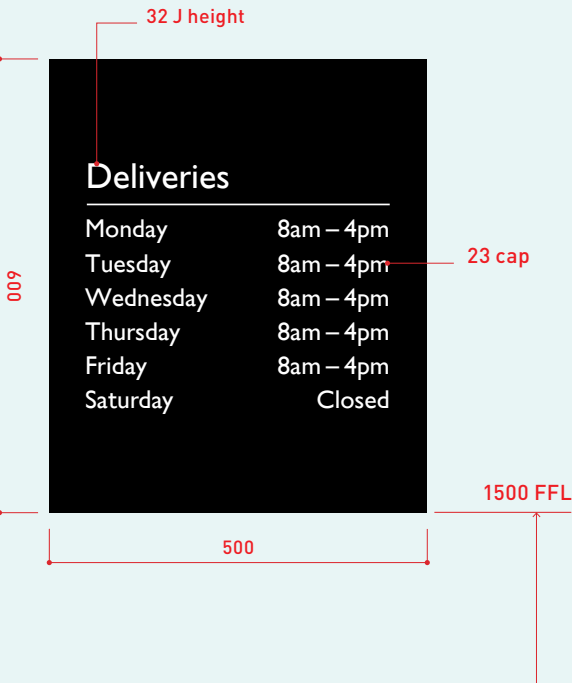 32 J height
Deliveries
Monday 8am – 4pm
Tuesday 8am – 4pm
23 cap
Wednesday 8am – 4pm
600
Thursday 8am – 4pm
Friday 8am – 4pm
Saturday Closed
1500 FFL
500